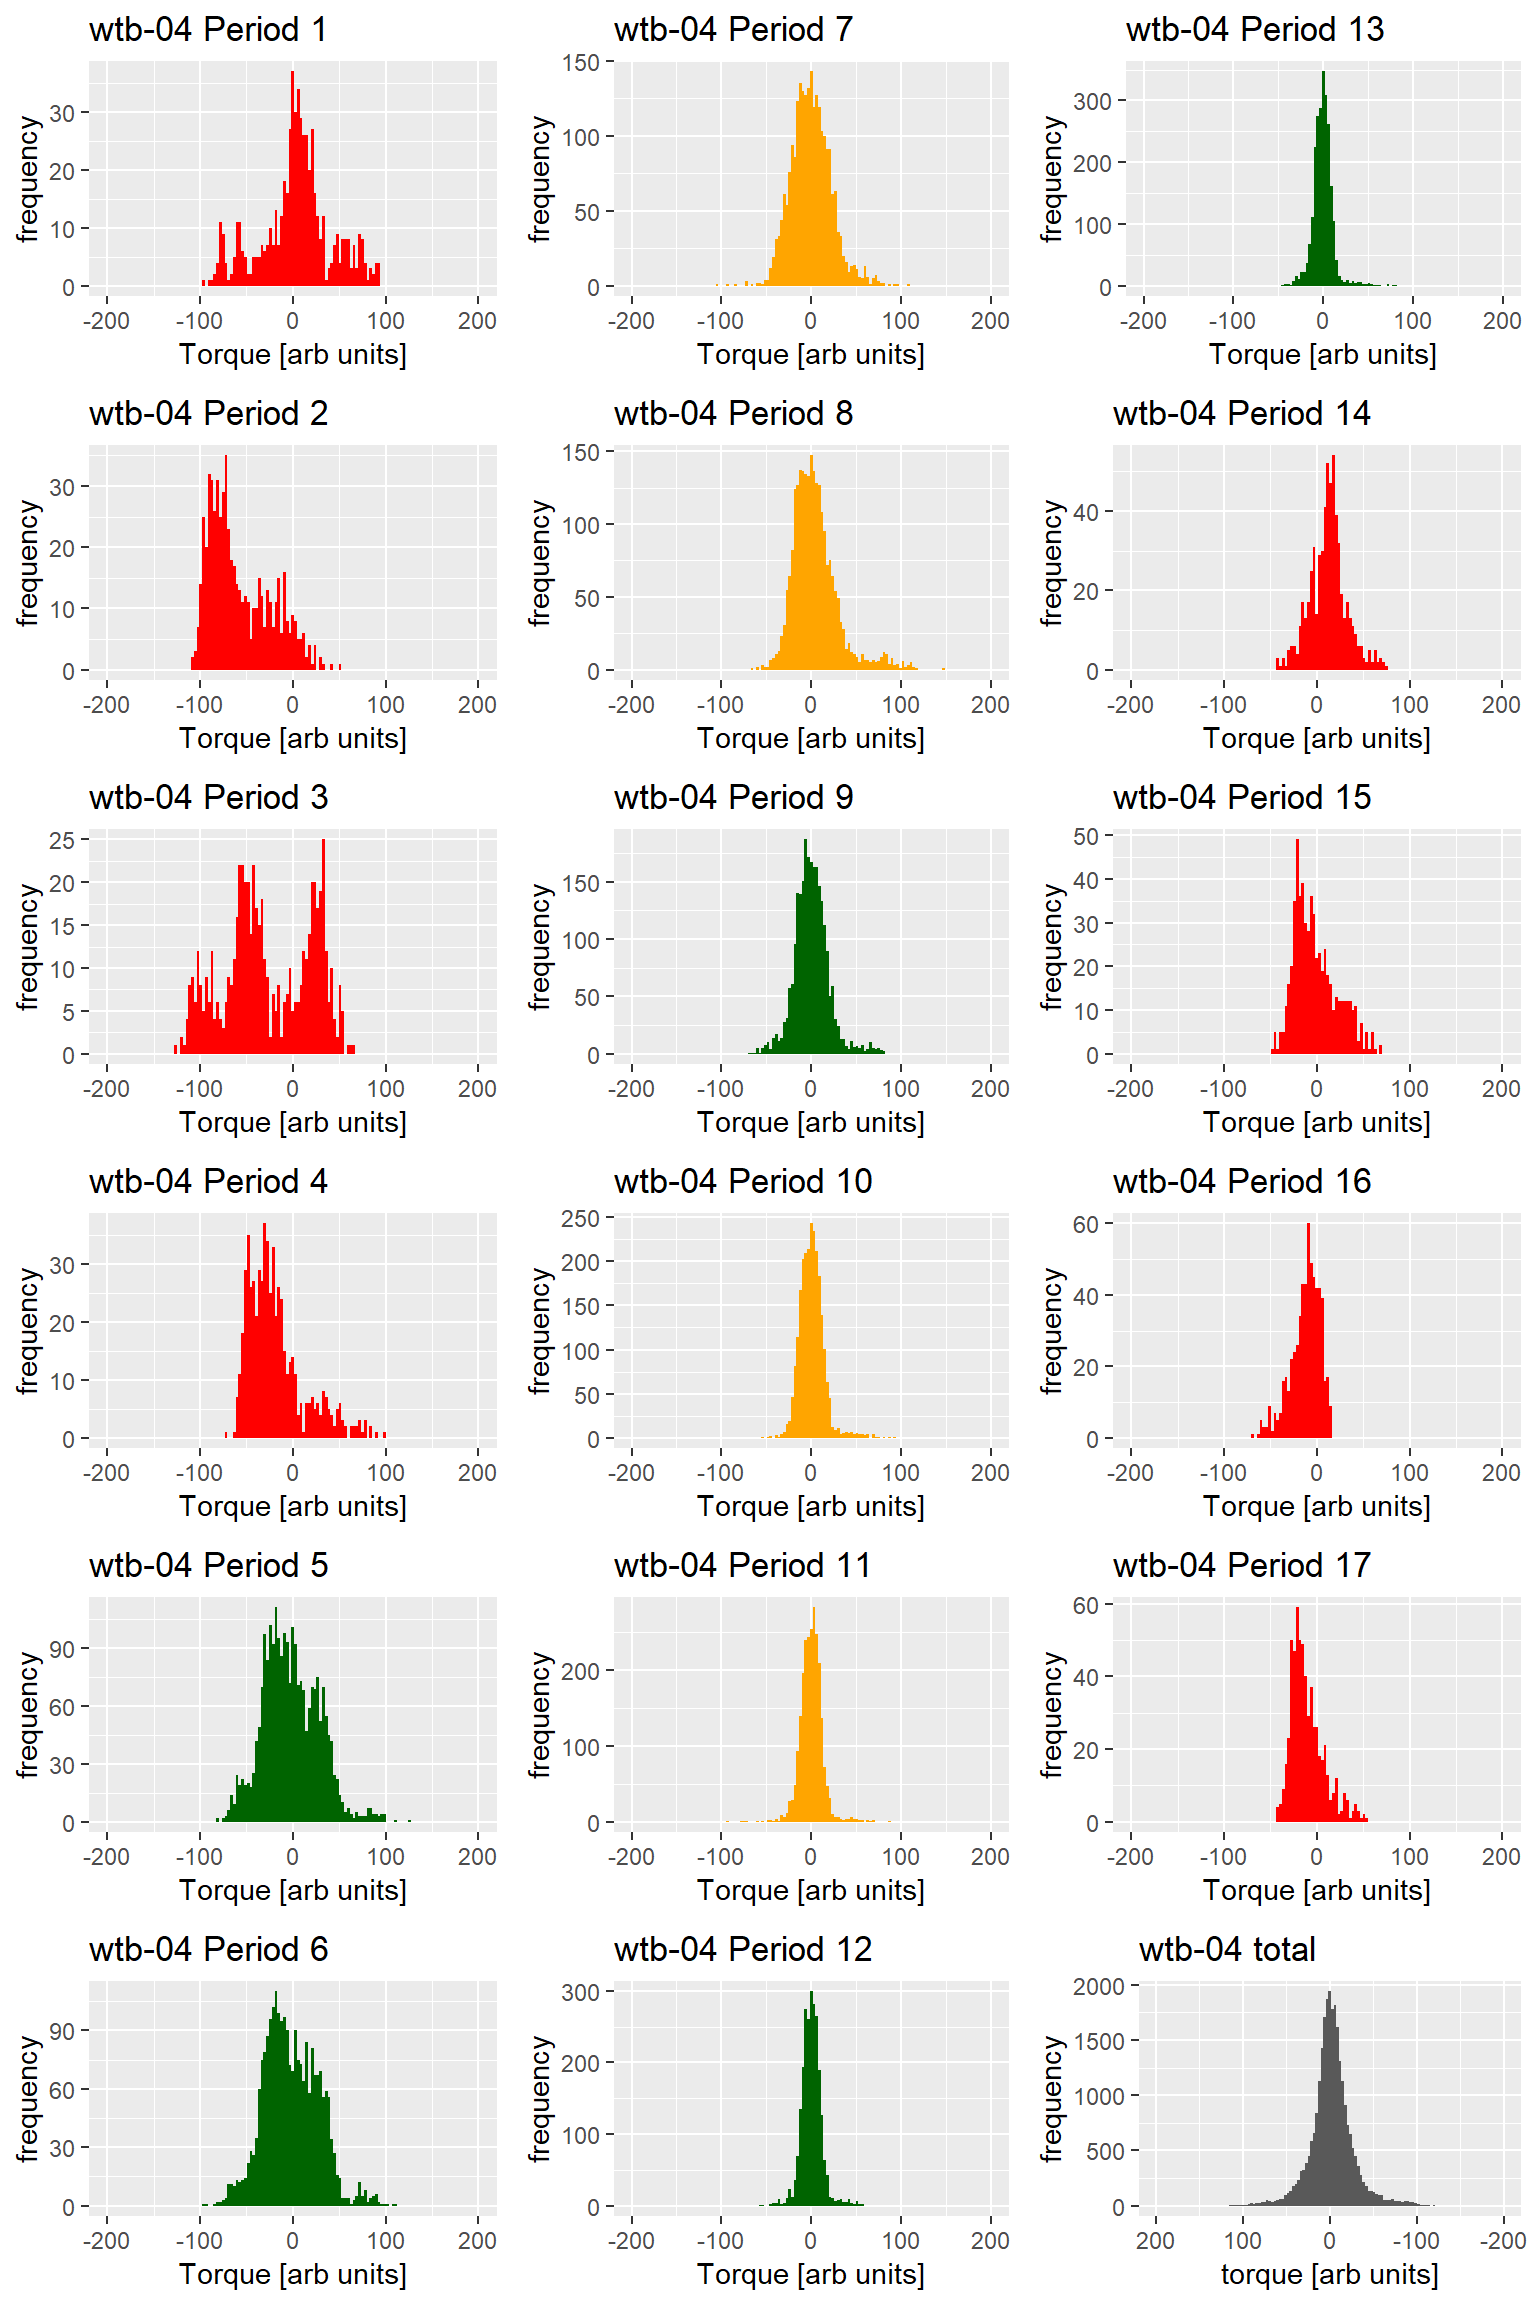 wtb-04 Period 1
frequency
30
20
10
0
-200 -100 0 100 200
Torque [arb units]
wtb-04 Period 7
frequency
150
100
50
0
-200 -100 0 100 200
Torque [arb units]
wtb-04 Period 13
frequency
300
200
100
0
-200 -100 0 100 200
Torque [arb units]
wtb-04 Period 2
frequency
30
20
10
0
-200 -100 0 100 200
Torque [arb units]
wtb-04 Period 8
frequency
150
100
50
0
-200 -100 0 100 200
Torque [arb units]
wtb-04 Period 14
frequency
40
20
0
-200 -100 0 100 200
Torque [arb units]
wtb-04 Period 3
frequency
25
20
15
10
5
0
-200 -100 0 100 200
Torque [arb units]
wtb-04 Period 9
frequency
150
100
50
0
-200 -100 0 100 200
Torque [arb units]
wtb-04 Period 15
frequency
50
40
30
20
10
0
-200 -100 0 100 200
Torque [arb units]
wtb-04 Period 4
frequency
30
20
10
0
-200 -100 0 100 200
Torque [arb units]
wtb-04 Period 10
frequency
250
200
150
100
50
0
-200 -100 0 100 200
Torque [arb units]
wtb-04 Period 16
frequency
60
40
20
0
-200 -100 0 100 200
Torque [arb units]
wtb-04 Period 5
frequency
90
60
30
0
-200 -100 0 100 200
Torque [arb units]
wtb-04 Period 11
frequency
200
100
0
-200 -100 0 100 200
Torque [arb units]
wtb-04 Period 17
frequency
60
40
20
0
-200 -100 0 100 200
Torque [arb units]
wtb-04 Period 6
frequency
90
60
30
0
-200 -100 0 100 200
Torque [arb units]
wtb-04 Period 12
frequency
300
200
100
0
-200 -100 0 100 200
Torque [arb units]
wtb-04 total
frequency
2000
1500
1000
500
0
200 100 0 -100 -200
torque [arb units]